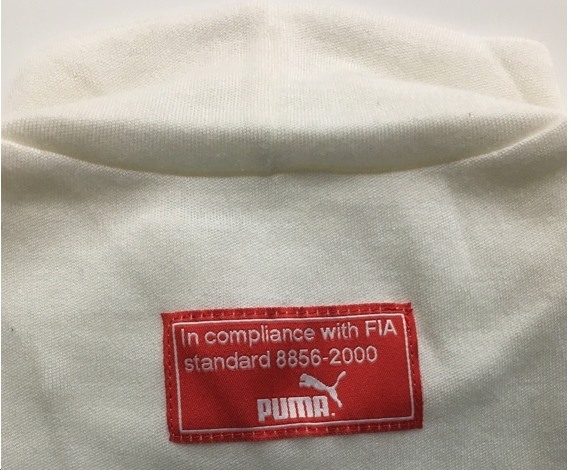 In compliance with FIA
standard 8856-2000
PUMA.